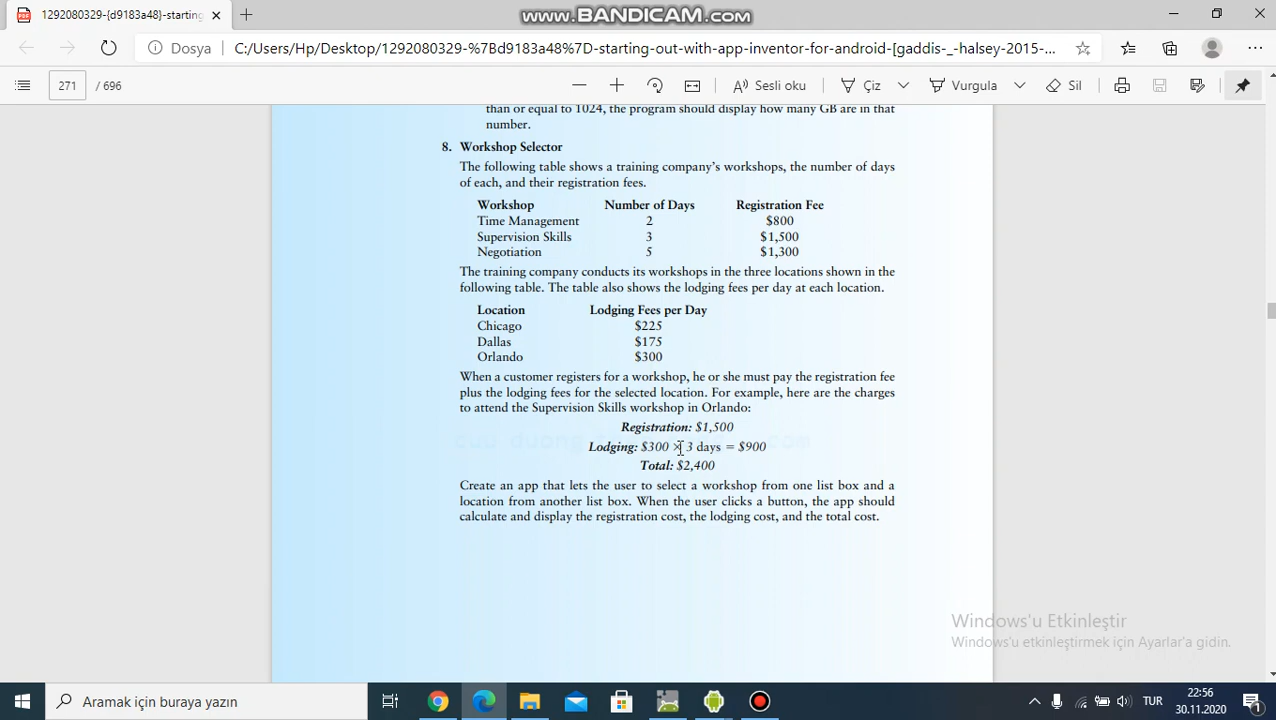 www.BANDICAM.com
1292080329-{d9183a48}-starting-
Dosya
C:/Users/Hp/Desktop/1292080329-%7Bd9183a48%7D-starting-out-with-app-inventor-for-android-[gaddis-_-halsey-2015-...
271 / 696
Sesli oku
Çiz
Vurgula
Sil
than or equal to 1024, the program should display how many GB are in that
number.
8. Workshop Selector
The following table shows a training company's workshops, the number of days
of each, and their registration fees.
Workshop Number of Days Registration Fee
Time Management 2 $800
Supervision Skills 3 $1,500
Negotiation 5 $1,300
The training company conducts its workshops in the three locations shown in the
following table. The table also shows the lodging fees per day at each location.
Location Lodging Fees per Day
Chicago $225
Dallas $175
Orlando $300
When a customer registers for a workshop, he or she must pay the registration fee
plus the lodging fees for the selected location. For example, here are the charges
to attend the Supervision Skills workshop in Orlando:
Registration: $1,500
Lodging: $300 × 3 days = $900
Total: $2,400
Create an app that lets the user to select a workshop from one list box and a
location from another list box. When the user clicks a button, the app should
calculate and display the registration cost, the lodging cost, and the total cost.
Windows'u Etkinleştir
Windows'u etkinleştirmek için Ayarlar'a gidin.
Aramak için buraya yazın
TUR
22:56
30.11.2020
1